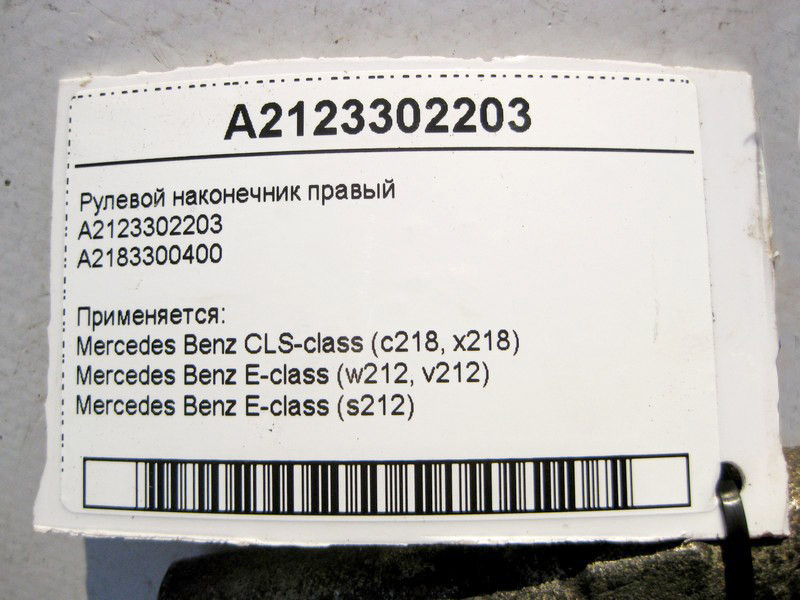 A2123302203
Рулевой наконечник правый
A2123302203
A2183300400
Применяется:
Mercedes Benz CLS-class (c218, x218)
Mercedes Benz E-class (w212, v212)
Mercedes Benz E-class (s212)